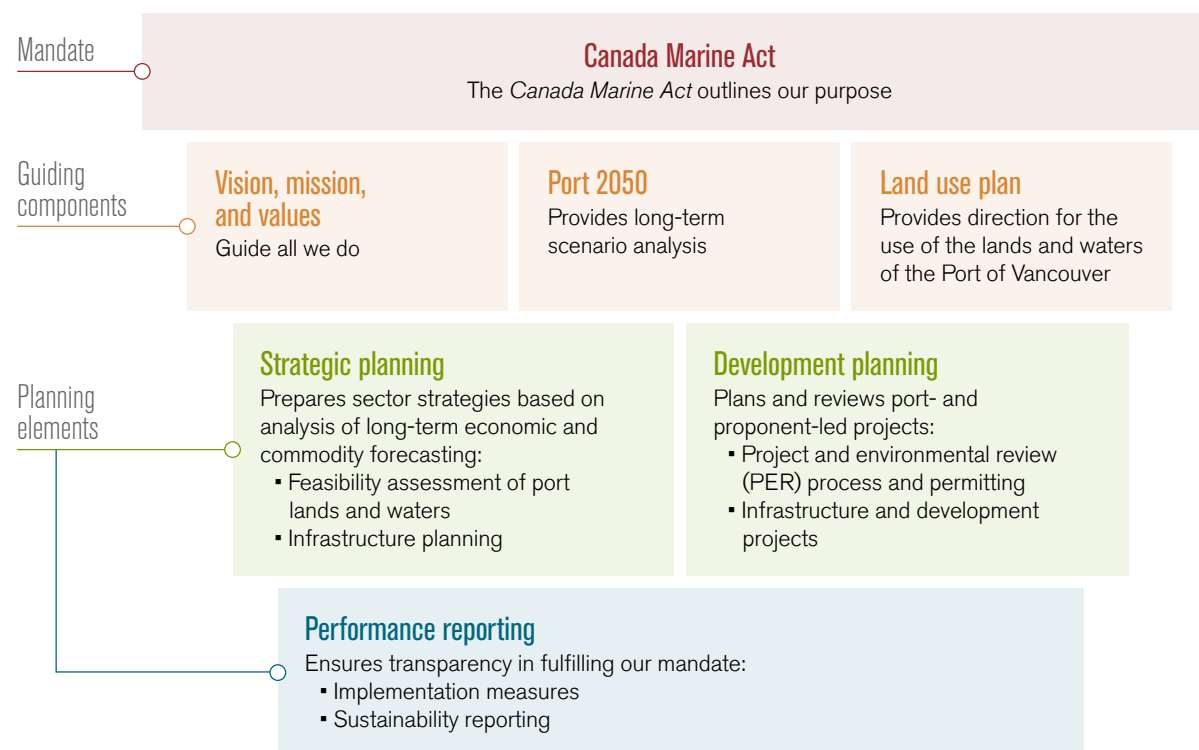 Mandate
Canada Marine Act
The Canada Marine Act outlines our purpose
Guiding
components
Vision, mission,
and values
Guide all we do
Port 2050
Provides long-term
scenario analysis
Land use plan
Provides direction for the
use of the lands and waters
of the Port of Vancouver
Planning
elements
Strategic planning
Prepares sector strategies based on
analysis of long-term economic and
commodity forecasting:
▪ Feasibility assessment of port
lands and waters
▪ Infrastructure planning
Development planning
Plans and reviews port- and
proponent-led projects:
▪ Project and environmental review
(PER) process and permitting
▪ Infrastructure and development
projects
Performance reporting
Ensures transparency in fulfilling our mandate:
▪ Implementation measures
▪ Sustainability reporting